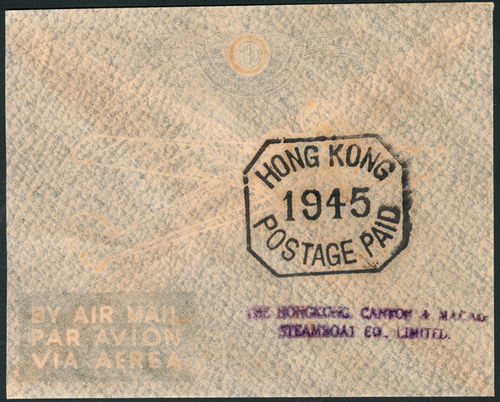 HONG KONG
1945
POSTAGE PAID
THE HONGKONG, CANTON & MACAO
STEAMBOAT CO., LIMITED.
BY AIR MAIL
PAR AVION
VIA AEREA